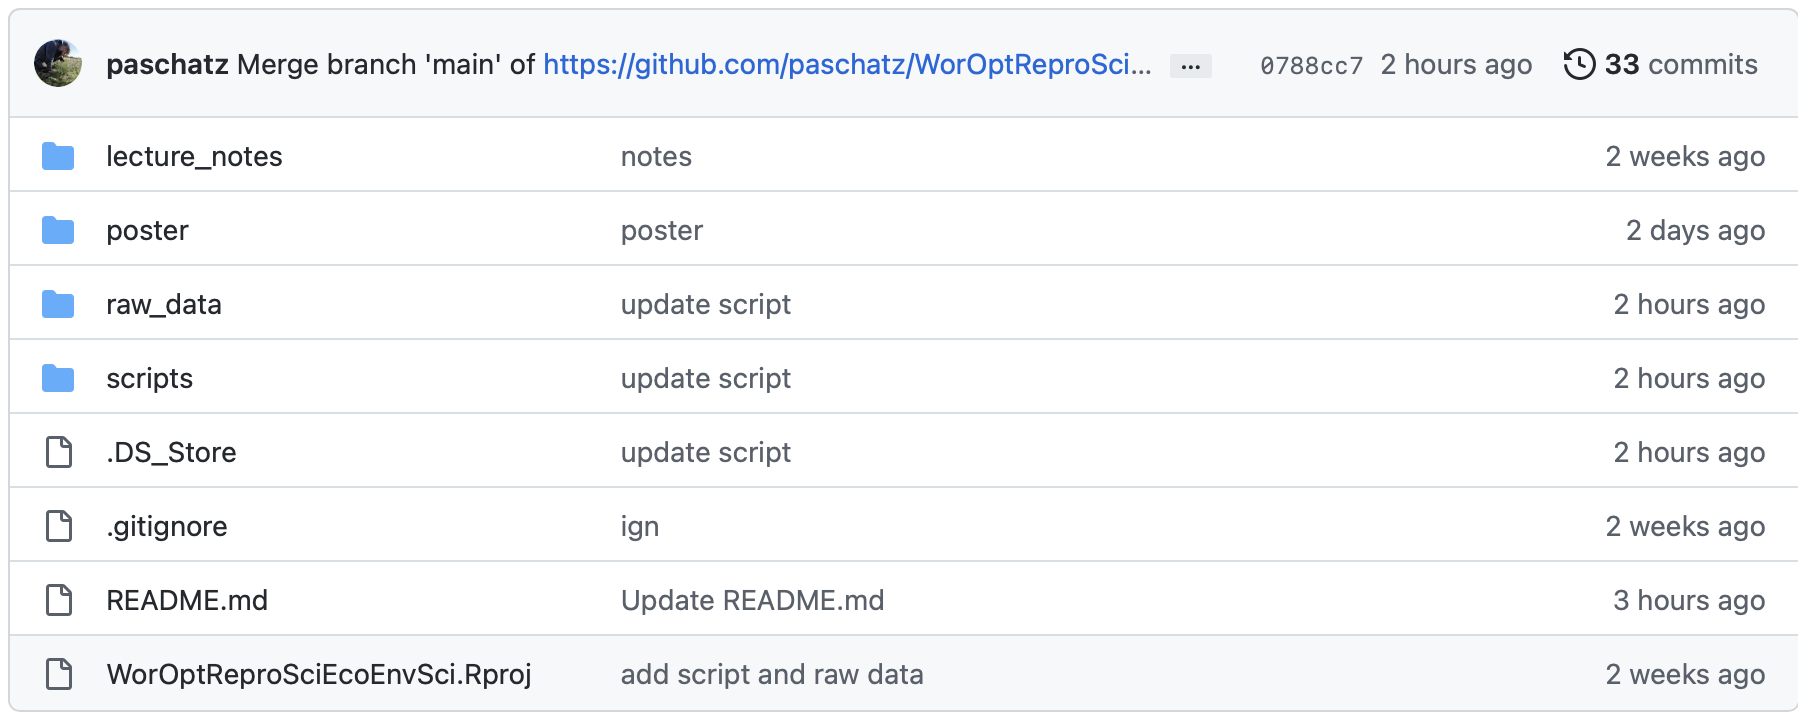 paschatz Merge branch 'main' of https://github.com/paschatz/WorOptReproSci... ... 0788cc7 2 hours ago 33 commits
lecture_notes notes 2 weeks ago
poster poster 2 days ago
raw_data update script 2 hours ago
scripts update script 2 hours ago
.DS_Store update script 2 hours ago
.gitignore ign 2 weeks ago
README.md Update README.md 3 hours ago
WorOptReproSciEcoEnvSci.Rproj add script and raw data 2 weeks ago